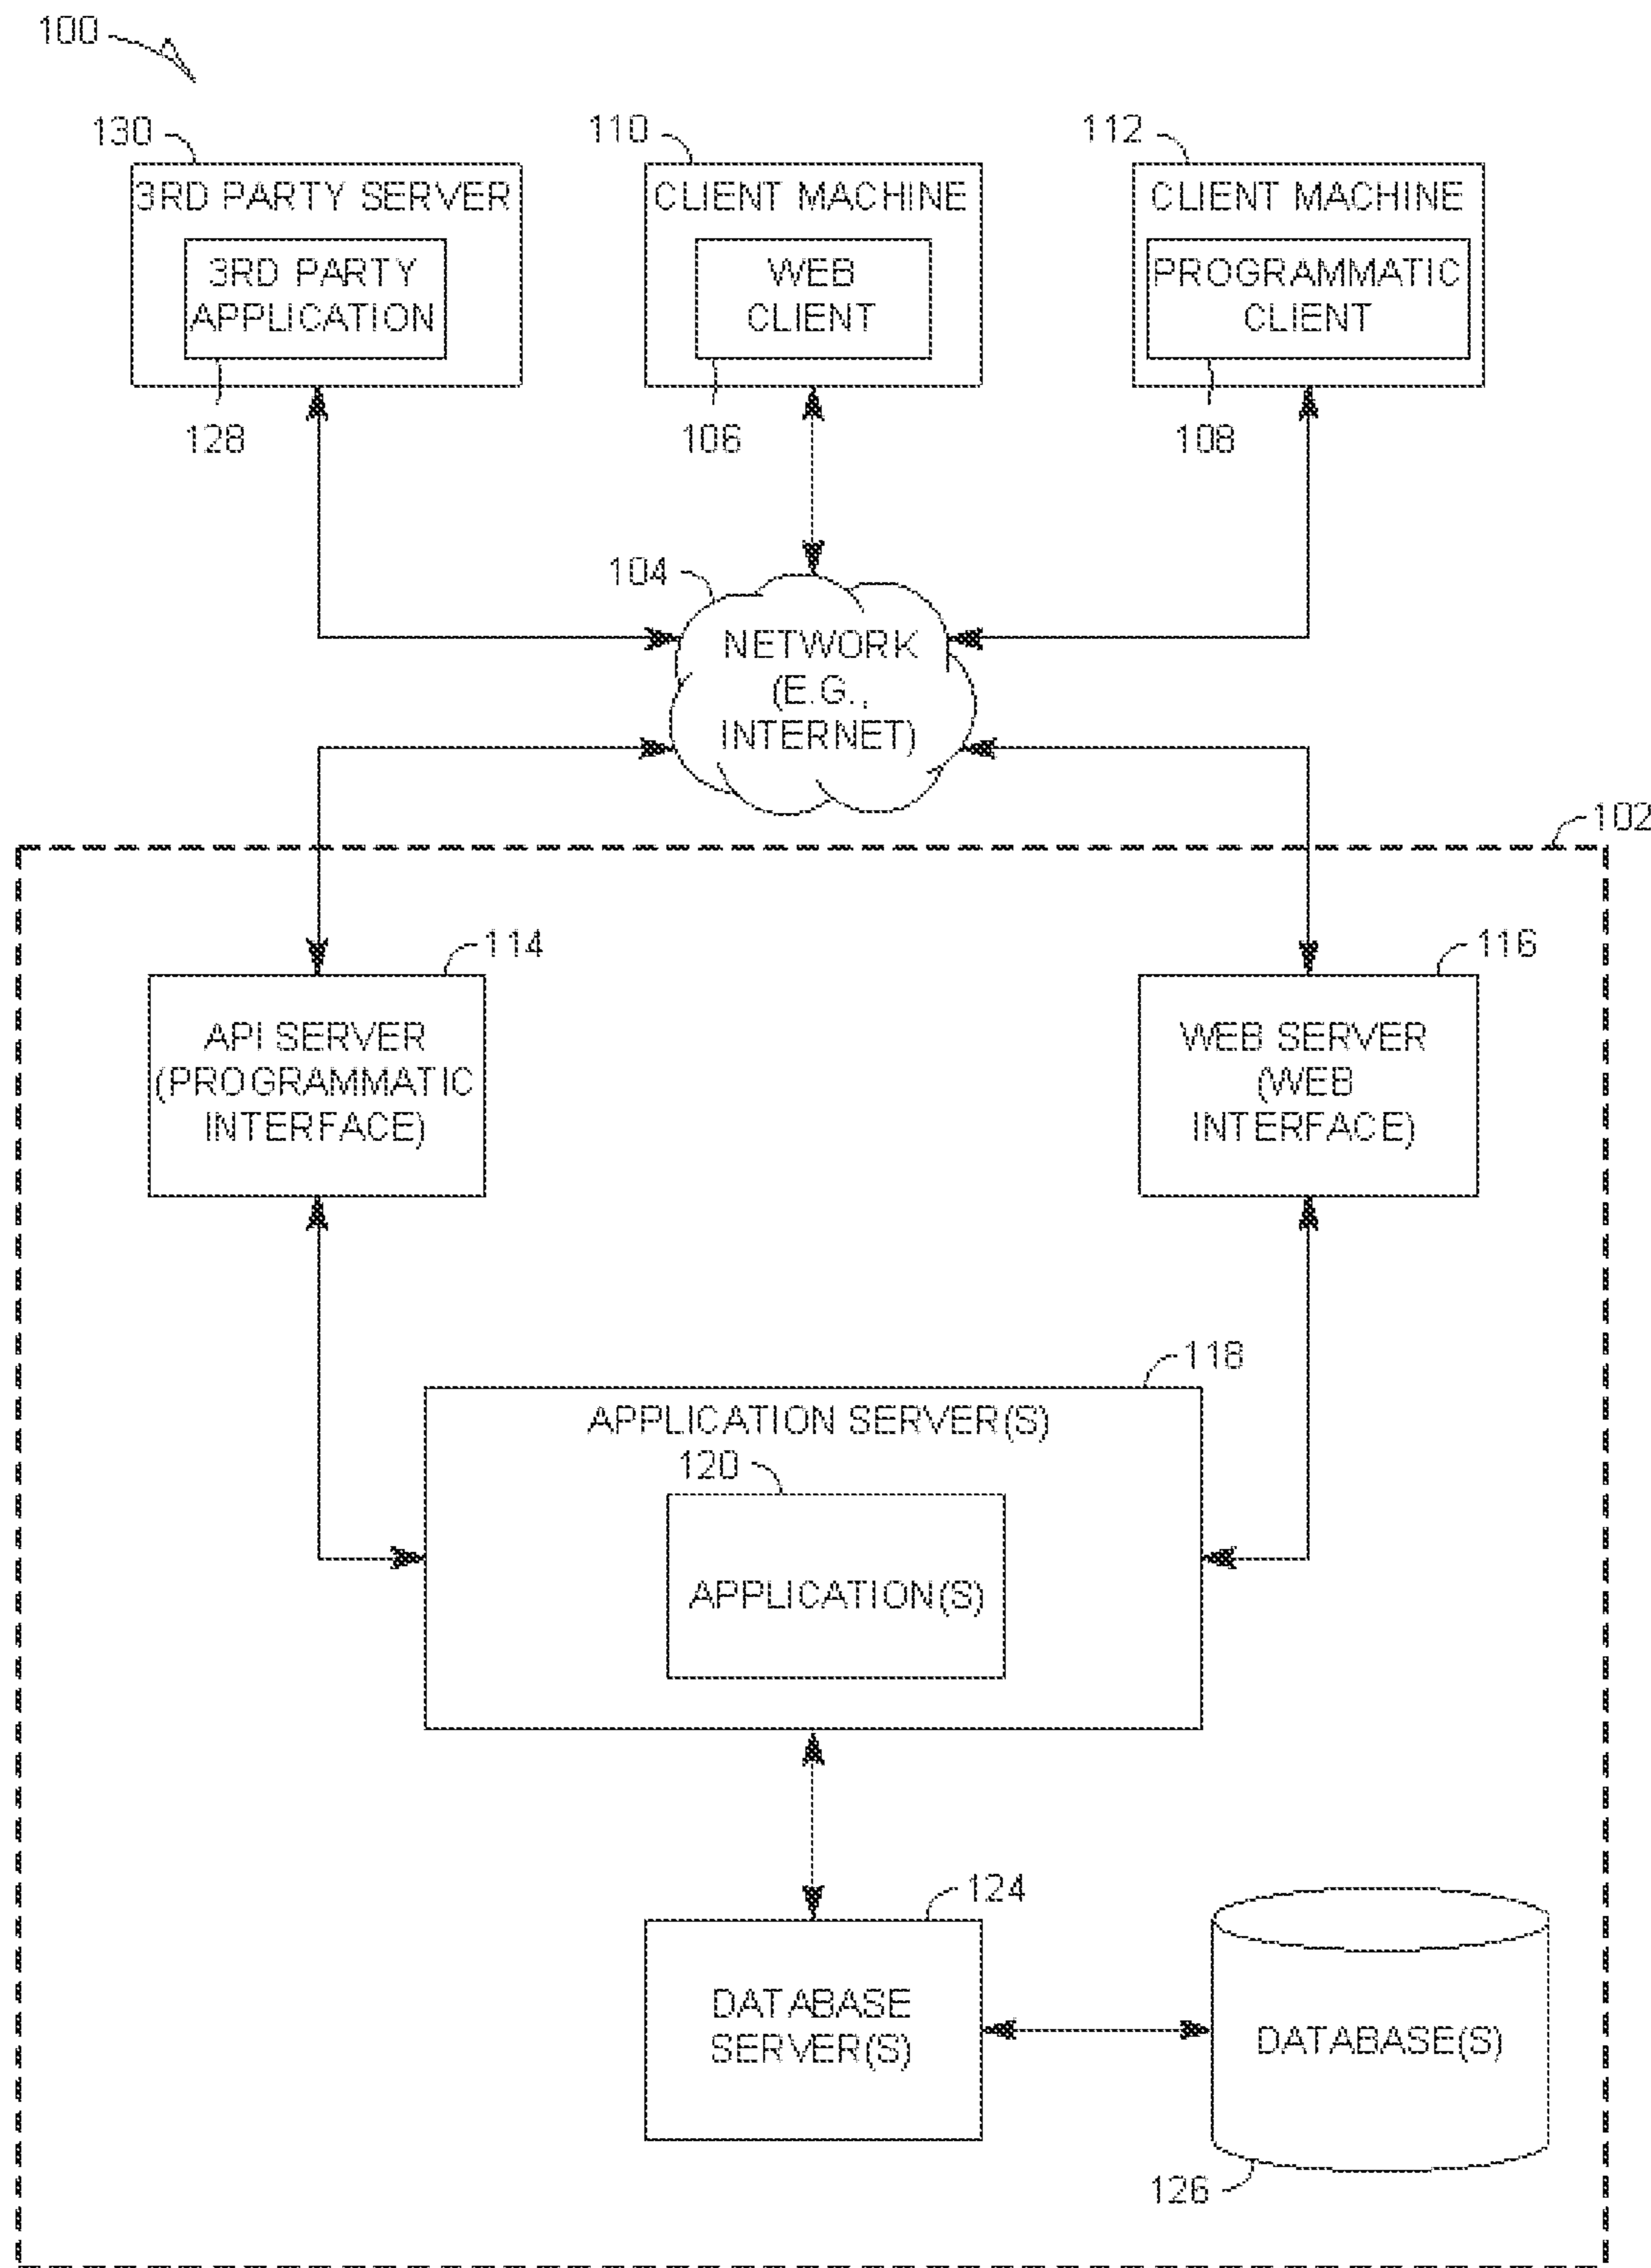 100
130
110
112
3RD PARTY SERVER
CLIENT MACHINE
CLIENT MACHINE
3RD PARTY
APPLICATION
WEB
CLIENT
PROGRAMMATIC
CLIENT
128
106
108
104
NETWORK
(E.G.,
INTERNET)
102
114
116
API SERVER
(PROGRAMMATIC
INTERFACE)
WEB SERVER
(WEB
INTERFACE)
118
APPLICATION SERVER(S)
120
APPLICATION(S)
124
DATABASE
SERVER(S)
DATABASE(S)
126